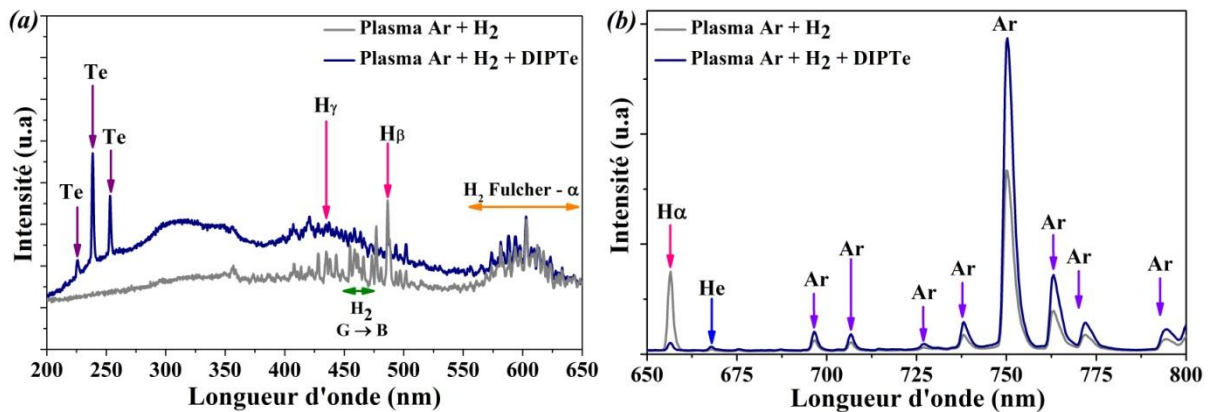 (a)
Plasma Ar + H2
Plasma Ar + H2 + DIPTe
Te
Te
Te
Hγ
Hβ
H2 Fulcher - α
H2
G → B
Intensité (u.a)
200 250 300 350 400 450 500 550 600 650
Longueur d'onde (nm)
(b)
Plasma Ar + H2
Plasma Ar + H2 + DIPTe
Ar
Hα
He
Ar
Ar
Ar
Ar
Ar
Ar
Ar
Intensité (u.a)
650 675 700 725 750 775 800
Longueur d'onde (nm)